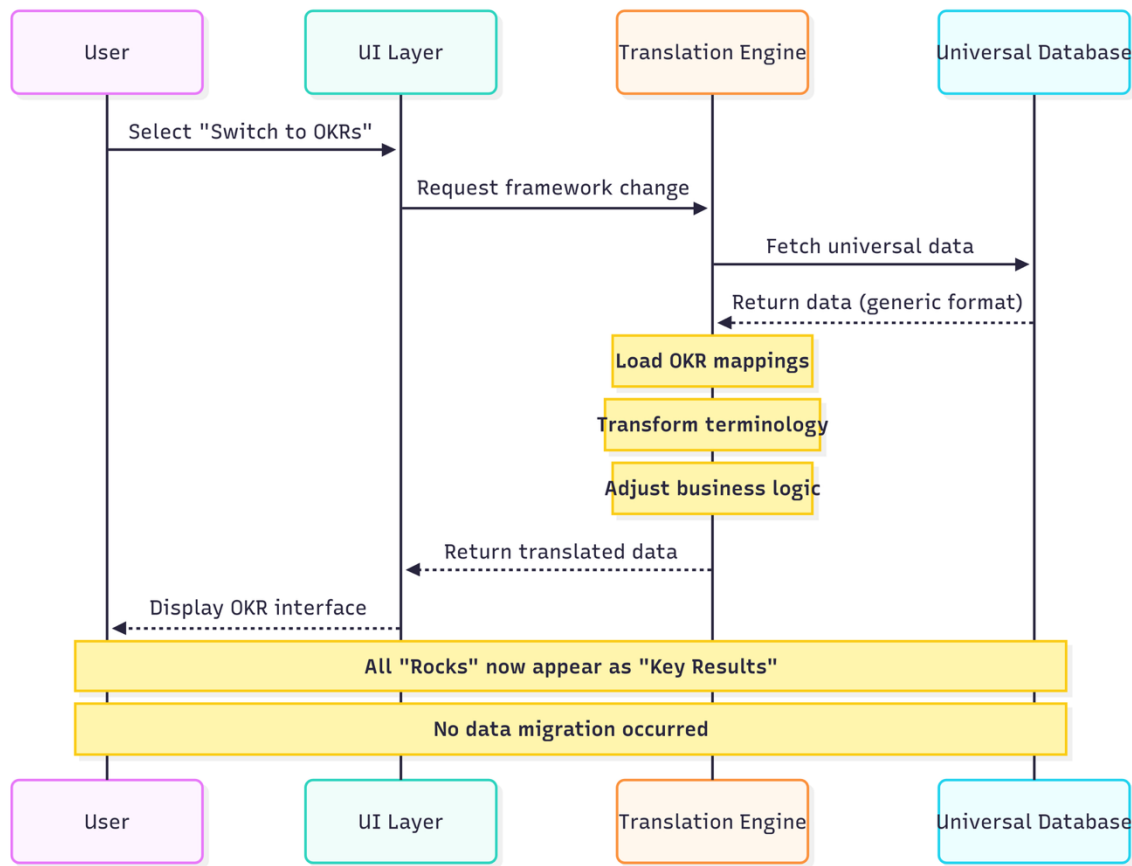 User
UI Layer
Translation Engine
Universal Database
Select "Switch to OKRs"
Request framework change
Fetch universal data
Return data (generic format)
Load OKR mappings
Transform terminology
Adjust business logic
Return translated data
Display OKR interface
All "Rocks" now appear as "Key Results"
No data migration occurred
User
UI Layer
Translation Engine
Universal Database